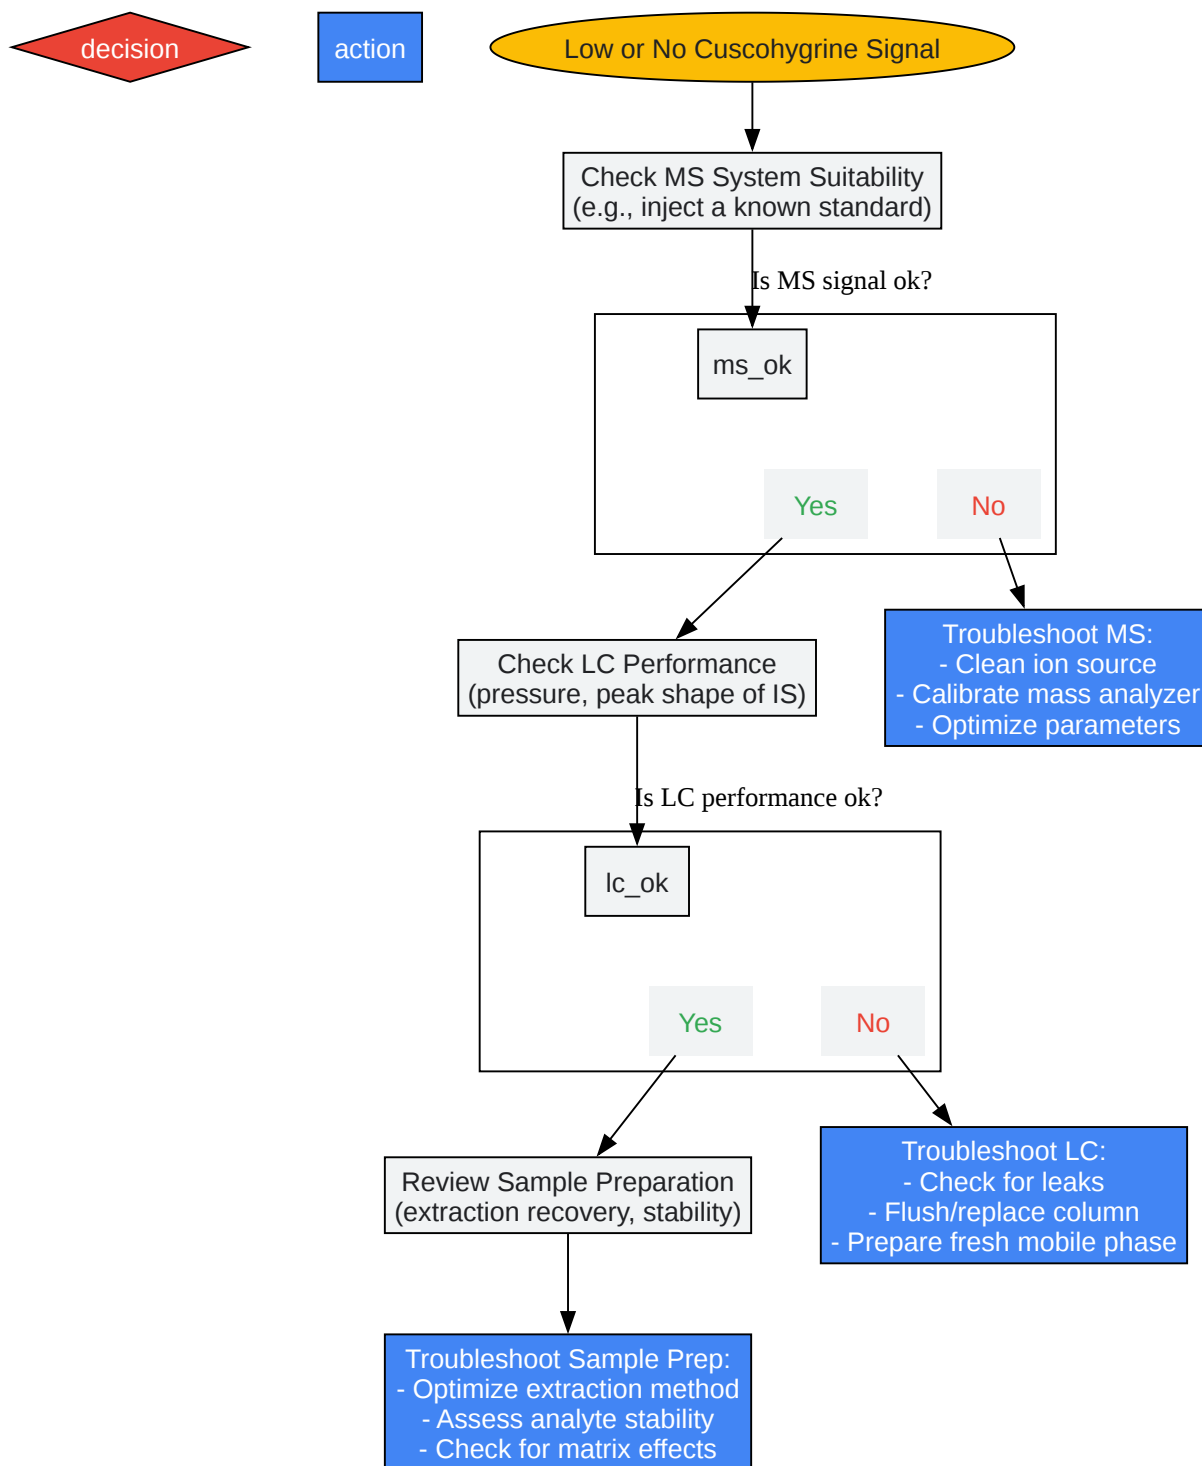 decision
action
Low or No Cuscohygrine Signal
Check MS System Suitability
(e.g., inject a known standard)
Is MS signal ok?
ms_ok
Yes
No
Troubleshoot MS:
- Clean ion source
- Calibrate mass analyzer
- Optimize parameters
Check LC Performance
(pressure, peak shape of IS)
Is LC performance ok?
lc_ok
Yes
No
Troubleshoot LC:
- Check for leaks
- Flush/replace column
- Prepare fresh mobile phase
Review Sample Preparation
(extraction recovery, stability)
Troubleshoot Sample Prep:
- Optimize extraction method
- Assess analyte stability
- Check for matrix effects